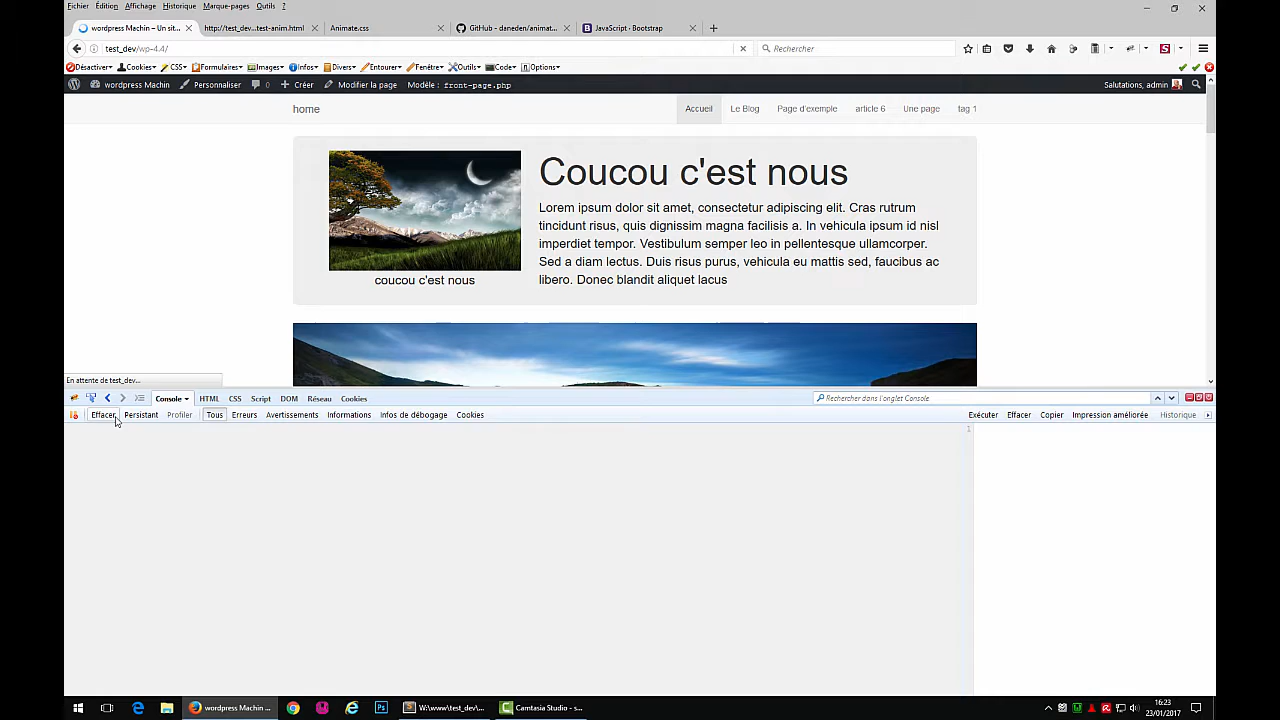 Fichier Édition Affichage Historique Marque-pages Outils ?
wordpress Machin – Un sit... × http://test_dev...test-anim.html × Animate.css × GitHub - daneden/animat... × JavaScript · Bootstrap × +
test_dev/wp-4.4/ Rechercher
Désactiver Cookies CSS Formulaires Images Infos Divers Entourer Fenêtre Outils Code Options
wordpress Machin Personnaliser 0 Créer Modifier la page Modèle : front-page.php Salutations, admin
home Accueil Le Blog Page d'exemple article 6 Une page tag 1
Coucou c'est nous
Lorem ipsum dolor sit amet, consectetur adipiscing elit. Cras rutrum
tincidunt risus, quis dignissim magna facilisis a. In vehicula ipsum id nisl
imperdiet tempor. Vestibulum semper leo in pellentesque ullamcorper.
Sed a diam lectus. Duis risus purus, vehicula eu mattis sed, faucibus ac
libero. Donec blandit aliquet lacus
coucou c'est nous
En attente de test_dev...
Console HTML CSS Script DOM Réseau Cookies Rechercher dans l'onglet Console
Effacer Persistant Profiler Tous Erreurs Avertissements Informations Infos de débogage Cookies Exécuter Effacer Copier Impression améliorée Historique
1
wordpress Machin ... W:\www\test_dev\... Camtasia Studio - s...
16:23
23/01/2017